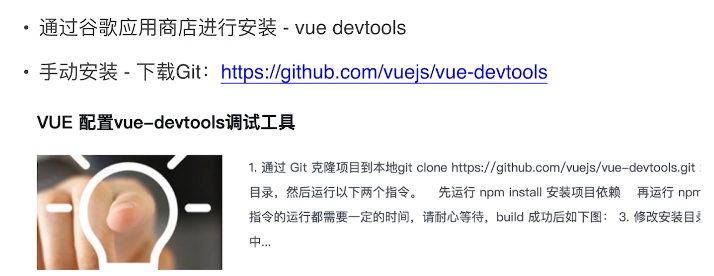 • 通过谷歌应用商店进行安装 - vue devtools
• 手动安装 - 下载Git：https://github.com/vuejs/vue-devtools
VUE 配置vue-devtools调试工具
1. 通过 Git 克隆项目到本地git clone https://github.com/vuejs/vue-devtools.git
目录，然后运行以下两个指令。 先运行 npm install 安装项目依赖 再运行 npm
指令的运行都需要一定的时间，请耐心等待，build 成功后如下图： 3. 修改安装目
中...